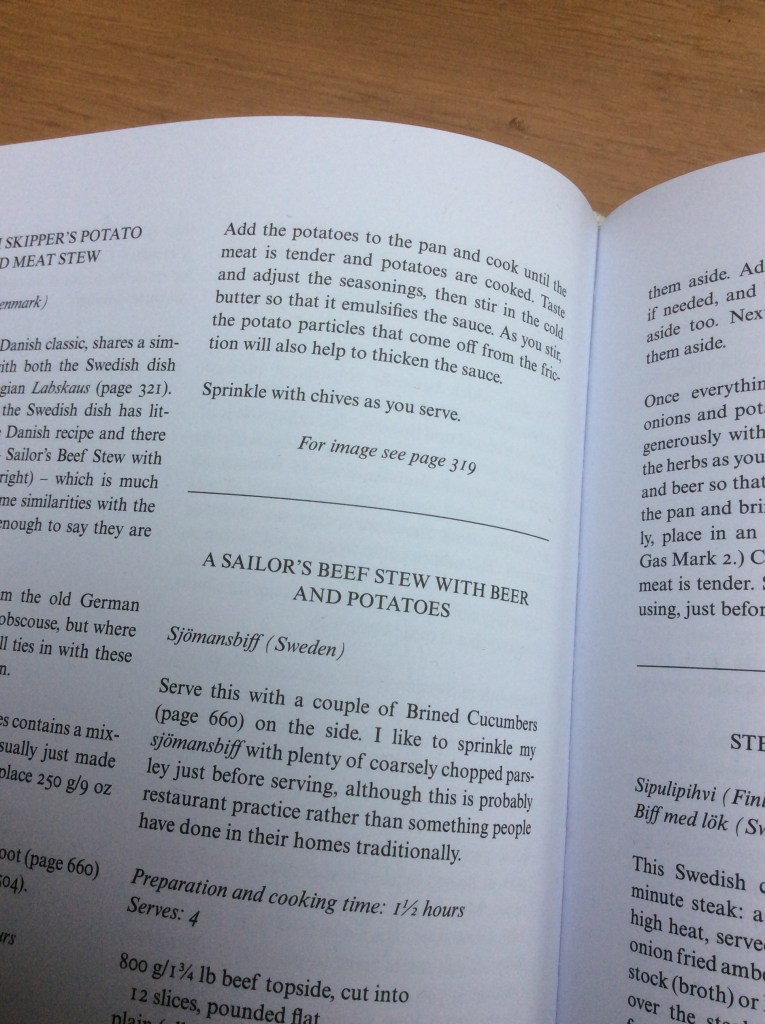 SKIPPER'S POTATO
D MEAT STEW
enmark)
Danish classic, shares a sim-
ith both the Swedish dish
gian Labskaus (page 321).
the Swedish dish has lit-
Danish recipe and there
Sailor's Beef Stew with
right) – which is much
me similarities with the
enough to say they are
m the old German
obscouse, but where
ll ties in with these
n.
es contains a mix-
sually just made
place 250 g/9 oz
oot (page 660)
504).
urs
Add the potatoes to the pan and cook until the
meat is tender and potatoes are cooked. Taste
and adjust the seasonings, then stir in the cold
butter so that it emulsifies the sauce. As you stir,
the potato particles that come off from the fric-
tion will also help to thicken the sauce.
Sprinkle with chives as you serve.
For image see page 319
A SAILOR'S BEEF STEW WITH BEER
AND POTATOES
Sjömansbiff (Sweden)
Serve this with a couple of Brined Cucumbers
(page 660) on the side. I like to sprinkle my
sjömansbiff with plenty of coarsely chopped pars-
ley just before serving, although this is probably
restaurant practice rather than something people
have done in their homes traditionally.
Preparation and cooking time: 1½ hours
Serves: 4
800 g/1¾ lb beef topside, cut into
12 slices, pounded flat
plain
them aside. Ad
if needed, and
aside too. Nex
them aside.
Once everythin
onions and pot
generously with
the herbs as you
and beer so that
the pan and bri
ly, place in an
Gas Mark 2.) C
meat is tender. S
using, just befor
STE
Sipulipihvi (Finl
Biff med lök (Sw
This Swedish c
minute steak: a
high heat, serve
onion fried ambe
stock (broth) or
over the ste